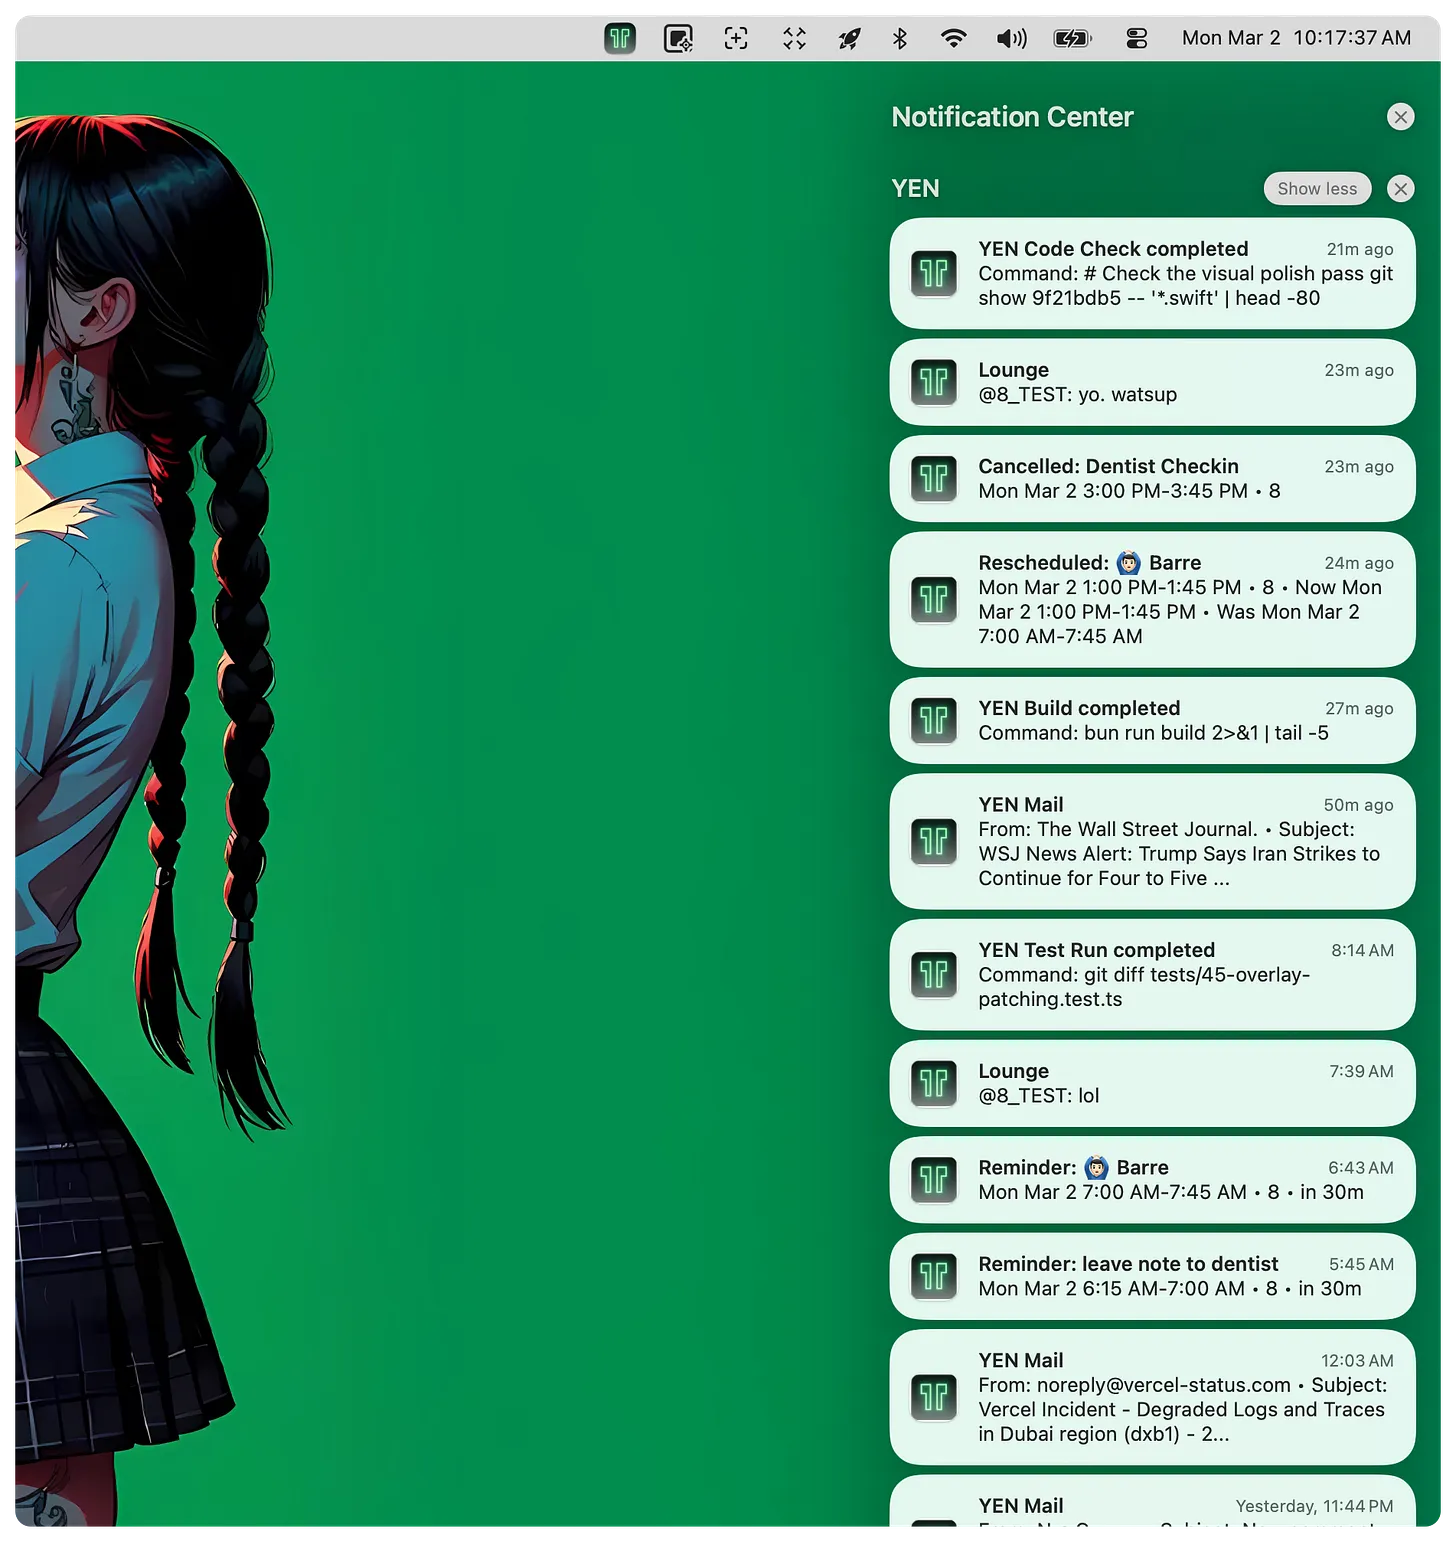 Mon Mar 2 10:17:37 AM
Notification Center
YEN
Show less
YEN Code Check completed
21m ago
Command: # Check the visual polish pass git
show 9f21bdb5 -- '*.swift' | head -80
Lounge
23m ago
@8_TEST: yo. watsup
Cancelled: Dentist Checkin
23m ago
Mon Mar 2 3:00 PM-3:45 PM • 8
Rescheduled: 🙆🏻‍♂️ Barre
24m ago
Mon Mar 2 1:00 PM-1:45 PM • 8 • Now Mon
Mar 2 1:00 PM-1:45 PM • Was Mon Mar 2
7:00 AM-7:45 AM
YEN Build completed
27m ago
Command: bun run build 2>&1 | tail -5
YEN Mail
50m ago
From: The Wall Street Journal. • Subject:
WSJ News Alert: Trump Says Iran Strikes to
Continue for Four to Five ...
YEN Test Run completed
8:14 AM
Command: git diff tests/45-overlay-
patching.test.ts
Lounge
7:39 AM
@8_TEST: lol
Reminder: 🙆🏻‍♂️ Barre
6:43 AM
Mon Mar 2 7:00 AM-7:45 AM • 8 • in 30m
Reminder: leave note to dentist
5:45 AM
Mon Mar 2 6:15 AM-7:00 AM • 8 • in 30m
YEN Mail
12:03 AM
From: noreply@vercel-status.com • Subject:
Vercel Incident - Degraded Logs and Traces
in Dubai region (dxb1) - 2...
YEN Mail
Yesterday, 11:44 PM